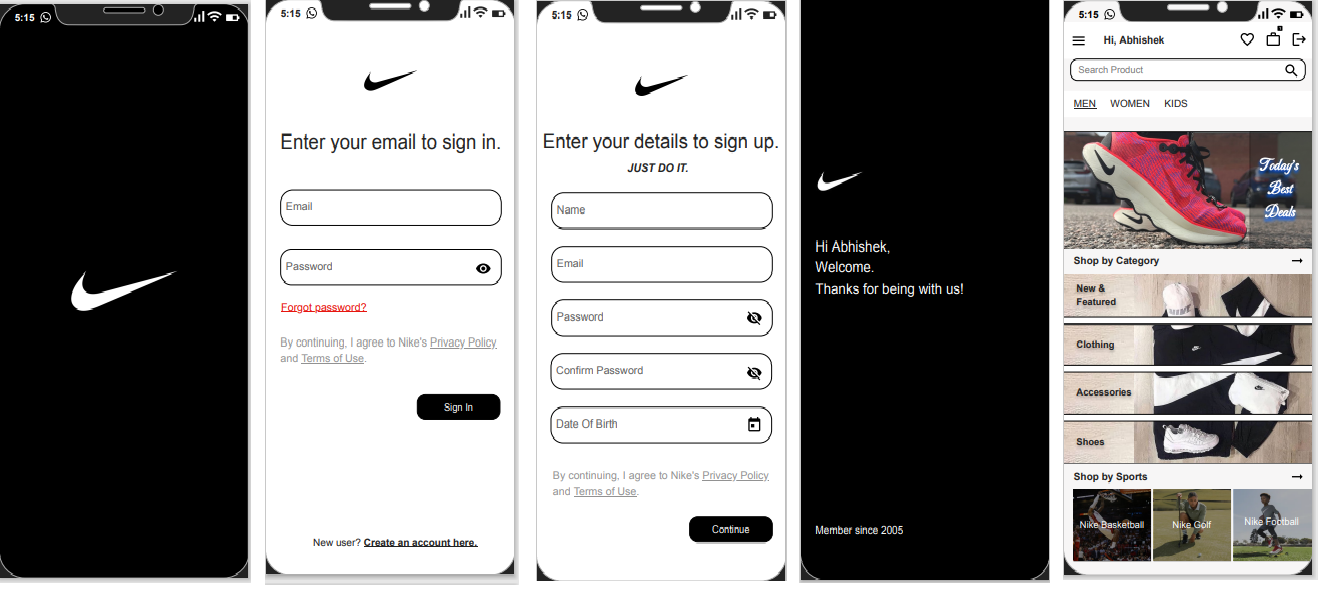 5:15
5:15
Enter your email to sign in.
Email
Password
Forgot password?
By continuing, I agree to Nike's Privacy Policy
and Terms of Use.
Sign In
New user? Create an account here.
5:15
Enter your details to sign up.
JUST DO IT.
Name
Email
Password
Confirm Password
Date Of Birth
By continuing, I agree to Nike's Privacy Policy
and Terms of Use.
Continue
Hi Abhishek,
Welcome.
Thanks for being with us!
Member since 2005
5:15
Hi, Abhishek
Search Product
MEN WOMEN KIDS
Today's
Best
Deals
Shop by Category
New &
Featured
Clothing
Accessories
Shoes
Shop by Sports
Nike Basketball Nike Golf Nike Football